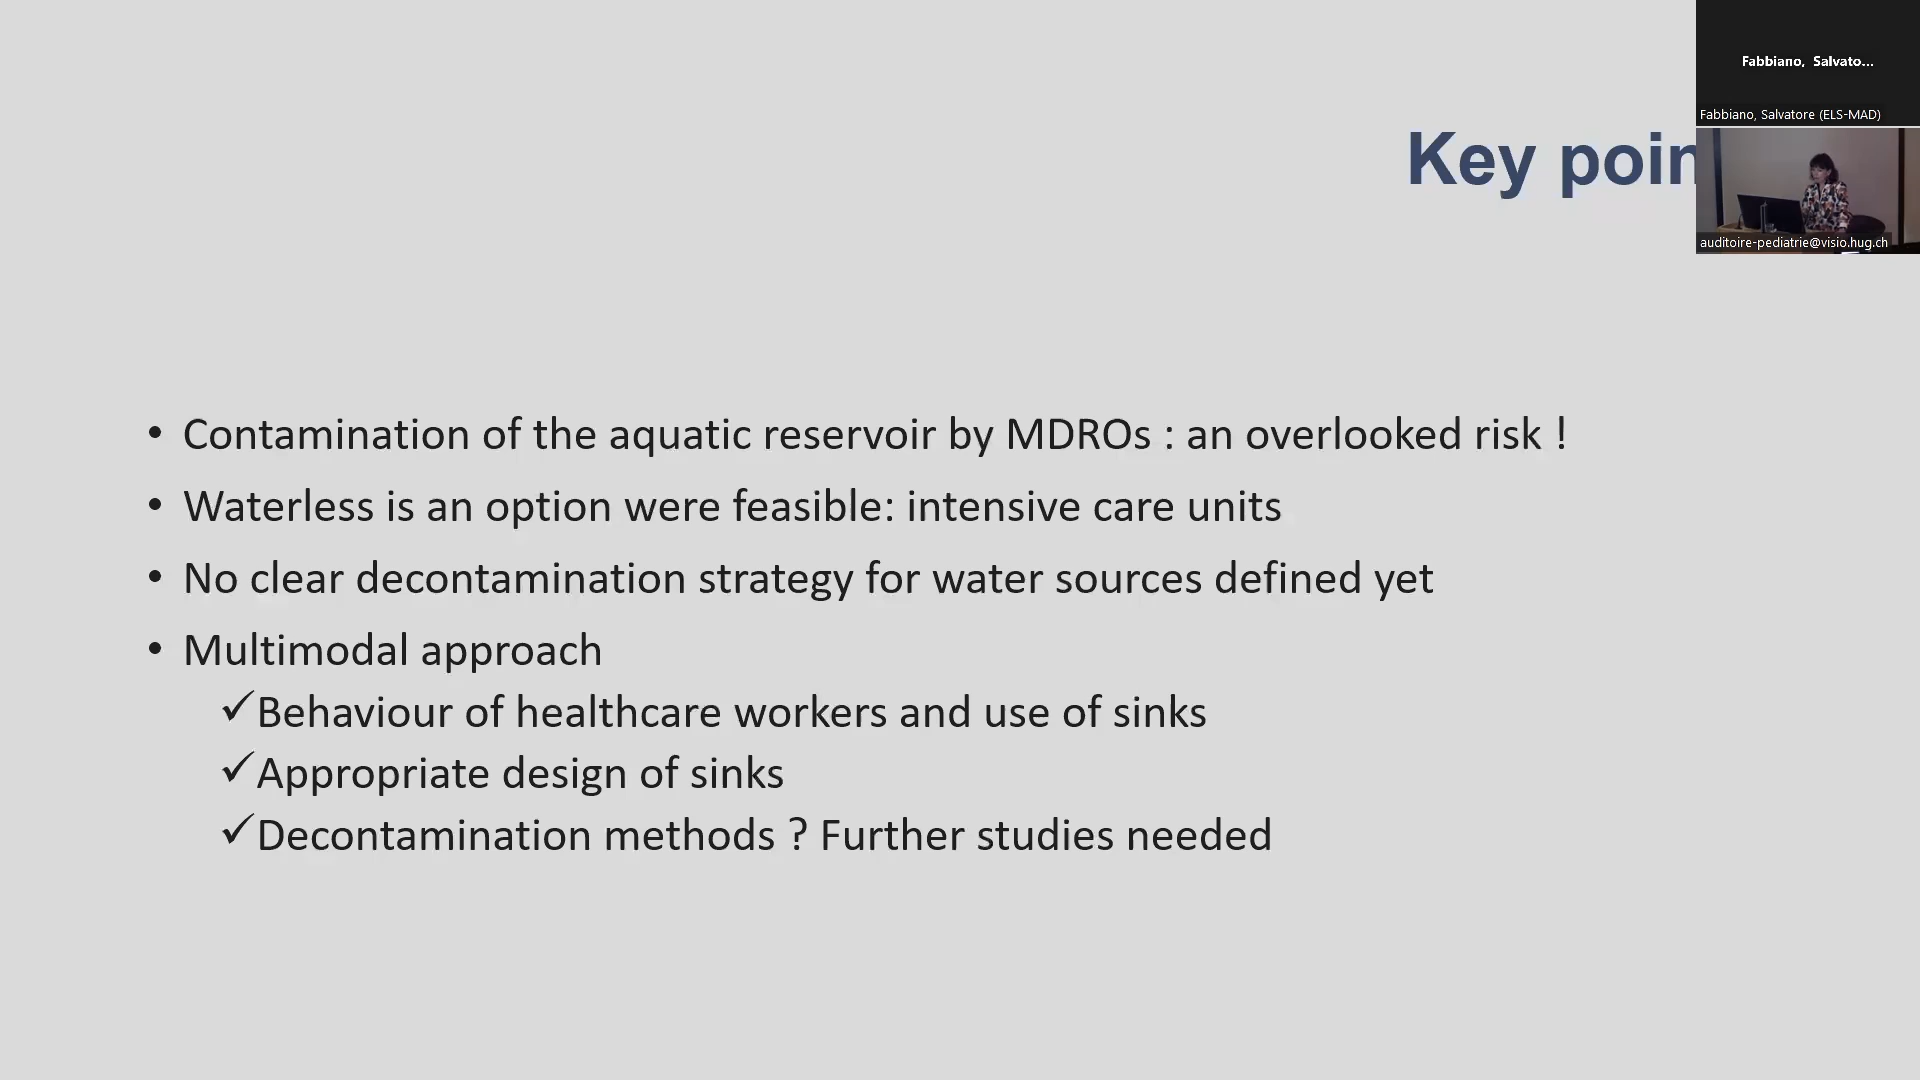 Fabbiano, Salvato...
Fabbiano, Salvatore (ELS-MAD)
Key poin
auditoire-pediatrie@visio.hug.ch
• Contamination of the aquatic reservoir by MDROs : an overlooked risk !
• Waterless is an option were feasible: intensive care units
• No clear decontamination strategy for water sources defined yet
• Multimodal approach
✓Behaviour of healthcare workers and use of sinks
✓Appropriate design of sinks
✓Decontamination methods ? Further studies needed